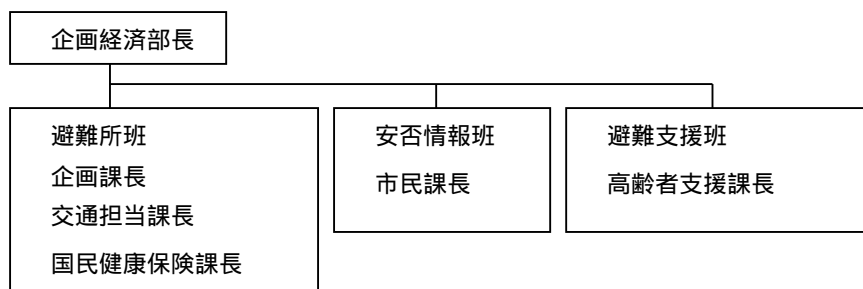 企画経済部長
避難所班
企画課長
交通担当課長
国民健康保険課長
安否情報班
市民課長
避難支援班
高齢者支援課長